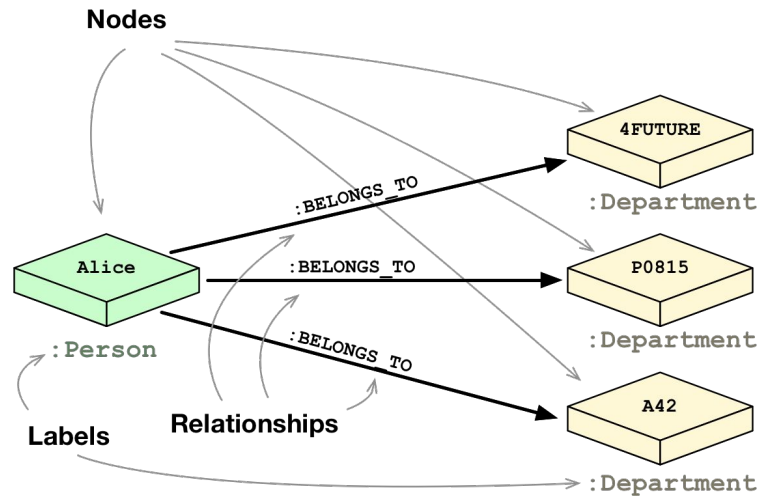 Nodes
4FUTURE
:BELONGS_TO
:Department
Alice
:BELONGS_TO
P0815
:Person
:BELONGS_TO
:Department
A42
Labels
Relationships
:Department